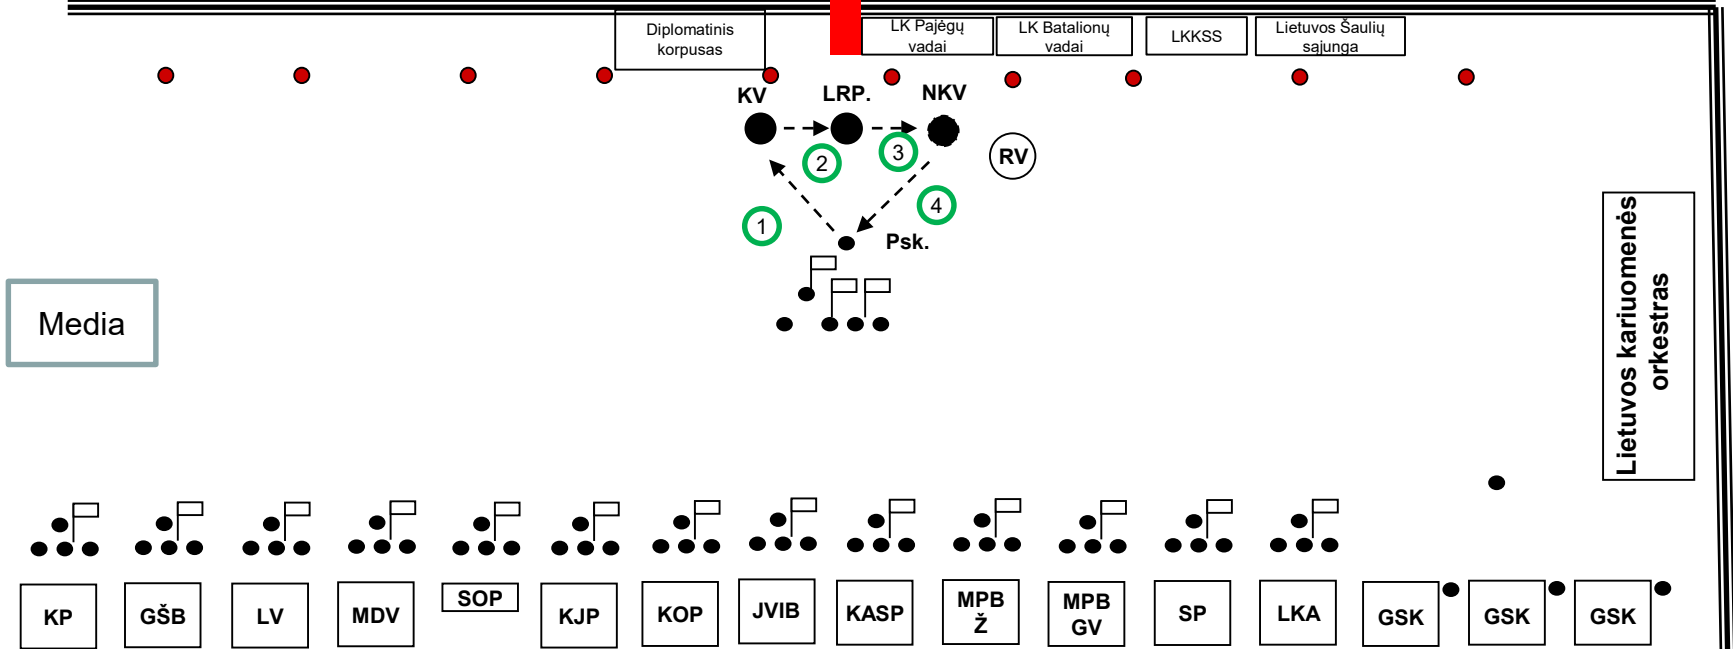 Diplomatinis
korpusas
LK Pajėgų
vadai
LK Batalionų
vadai
LKKSS
Lietuvos Šaulių
sąjunga
KV
LRP.
NKV
2
3
RV
1
4
Psk.
Media
Lietuvos kariuomenės
orkestras
KP
GŠB
LV
MDV
SOP
KJP
KOP
JVIB
KASP
MPB
Ž
MPB
GV
SP
LKA
GSK
GSK
GSK